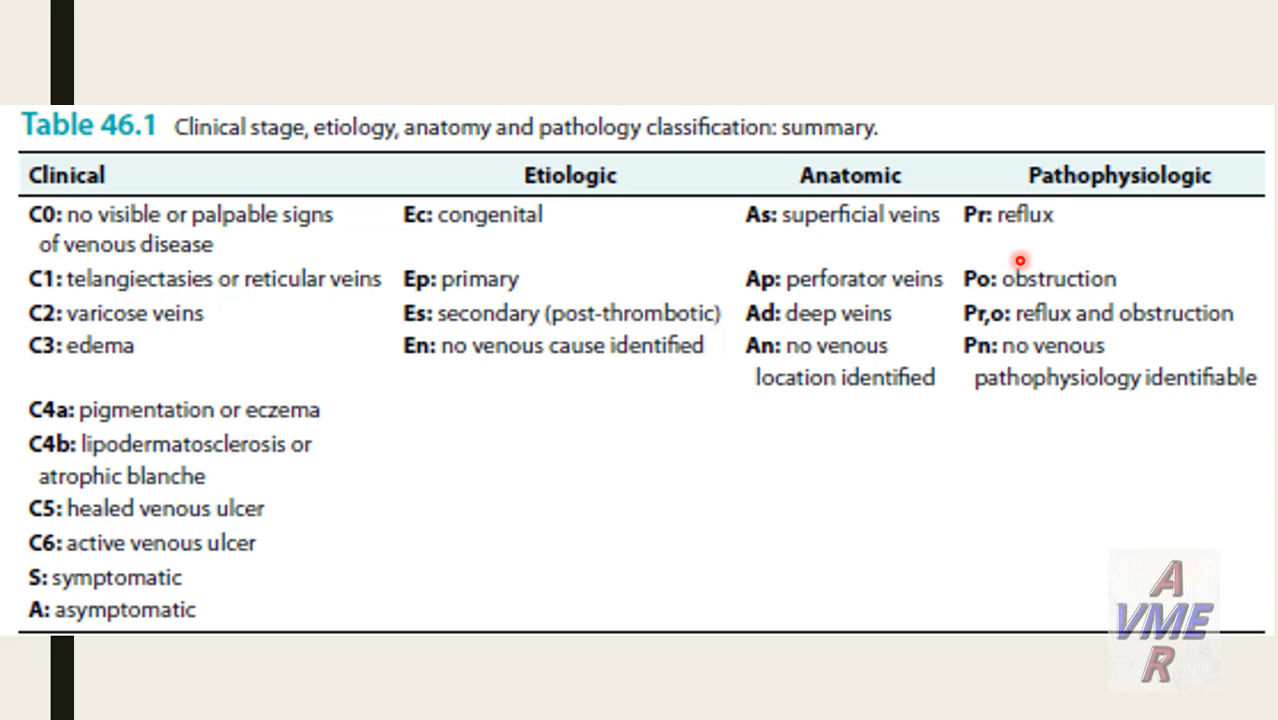 Table 46.1 Clinical stage, etiology, anatomy and pathology classification: summary.
Clinical Etiologic Anatomic Pathophysiologic
C0: no visible or palpable signs Ec: congenital As: superficial veins Pr: reflux
of venous disease
C1: telangiectasies or reticular veins Ep: primary Ap: perforator veins Po: obstruction
C2: varicose veins Es: secondary (post-thrombotic) Ad: deep veins Pr,o: reflux and obstruction
C3: edema En: no venous cause identified An: no venous Pn: no venous
location identified pathophysiology identifiable
C4a: pigmentation or eczema
C4b: lipodermatosclerosis or
atrophic blanche
C5: healed venous ulcer
C6: active venous ulcer
S: symptomatic
A: asymptomatic
A
VMER
R